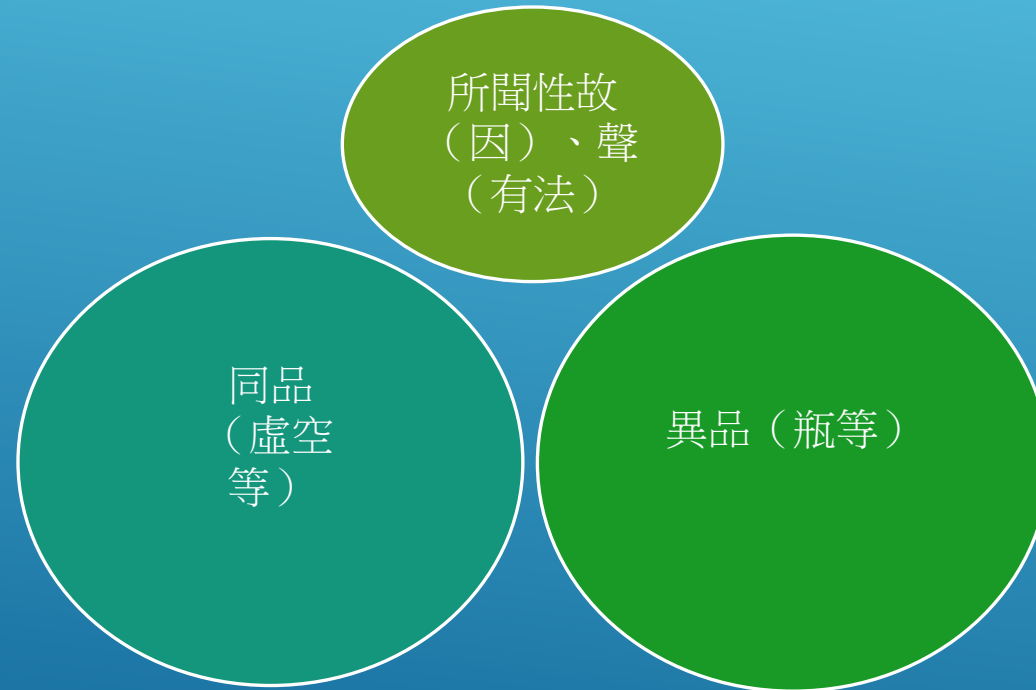 所聞性故
（因）、聲
（有法）
同品
（虛空
等）
異品（瓶等）